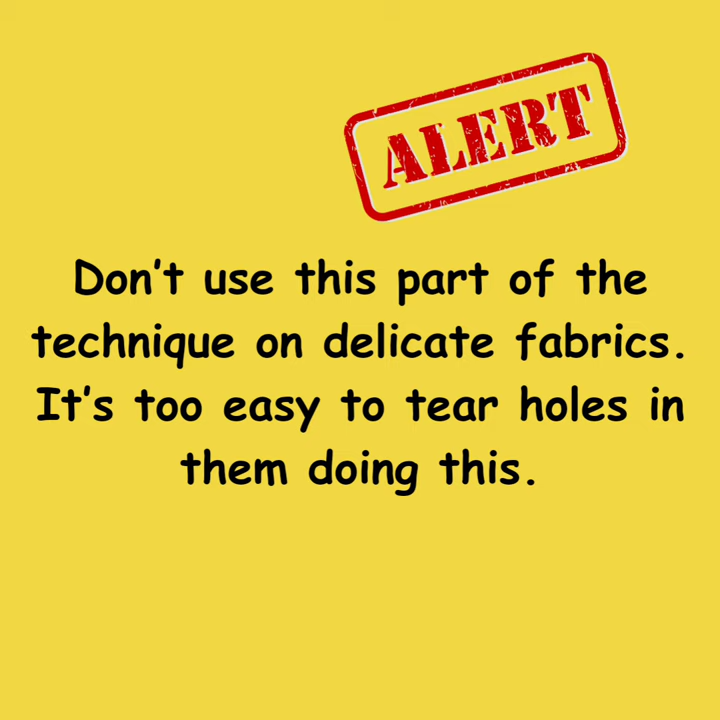 ALERT
Don't use this part of the
technique on delicate fabrics.
It's too easy to tear holes in
them doing this.